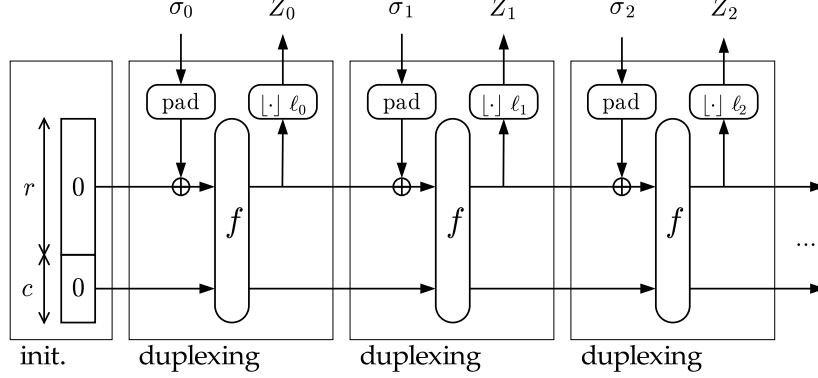 σ₀ Z₀ σ₁ Z₁ σ₂ Z₂
pad ⌊·⌋ ℓ₀ pad ⌊·⌋ ℓ₁ pad ⌊·⌋ ℓ₂
r 0
f f f
...
c 0
init. duplexing duplexing duplexing